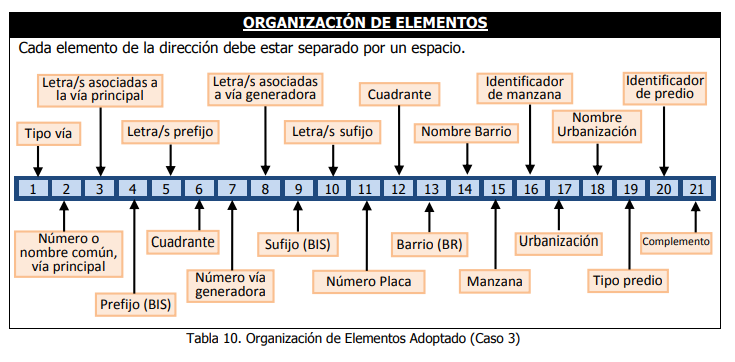 ORGANIZACIÓN DE ELEMENTOS
Cada elemento de la dirección debe estar separado por un espacio.
Letra/s asociadas a
la vía principal
Letra/s asociadas
a vía generadora
Identificador
de manzana
Identificador
de predio
Cuadrante
Nombre
Urbanización
Tipo vía
Letra/s prefijo
Letra/s sufijo
Nombre Barrio
1 2 3 4 5 6 7 8 9 10 11 12 13 14 15 16 17 18 19 20 21
Número o
nombre común,
vía principal
Cuadrante
Sufijo (BIS)
Barrio (BR)
Urbanización
Complemento
Número vía
generadora
Número Placa
Manzana
Tipo predio
Prefijo (BIS)
Tabla 10. Organización de Elementos Adoptado (Caso 3)